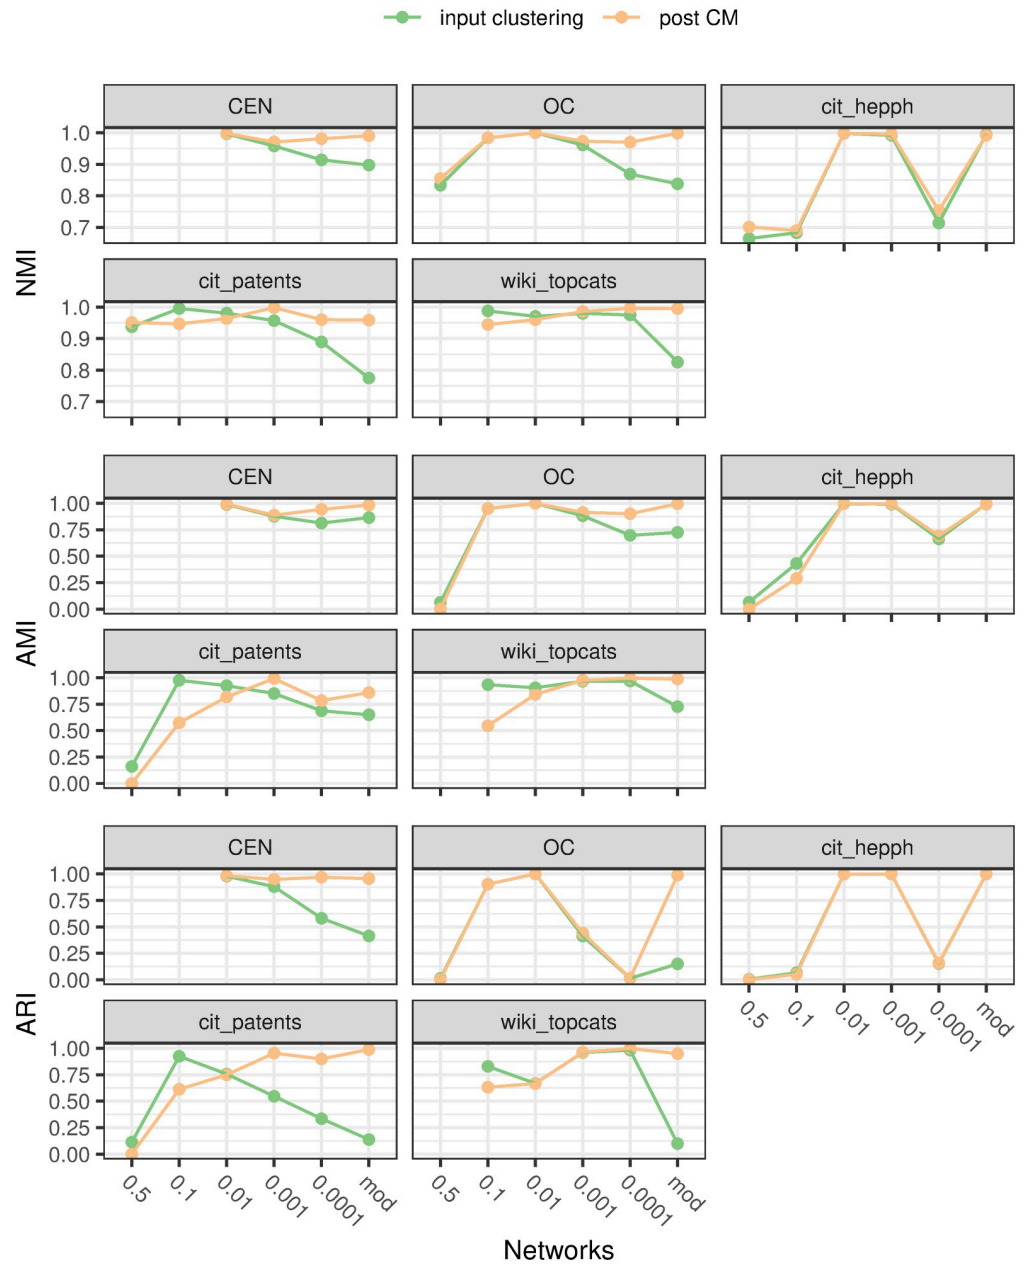 input clustering post CM
CEN OC cit_hepph
1.0
0.9
0.8
0.7
cit_patents wiki_topcats
1.0
0.9
0.8
0.7
NMI
CEN OC cit_hepph
1.00
0.75
0.50
0.25
0.00
cit_patents wiki_topcats
1.00
0.75
0.50
0.25
0.00
AMI
CEN OC cit_hepph
1.00
0.75
0.50
0.25
0.00
0.5 0.1 0.01 0.001 0.0001 mod
cit_patents wiki_topcats
1.00
0.75
0.50
0.25
0.00
ARI
0.5 0.1 0.01 0.001 0.0001 mod 0.5 0.1 0.01 0.001 0.0001 mod
Networks